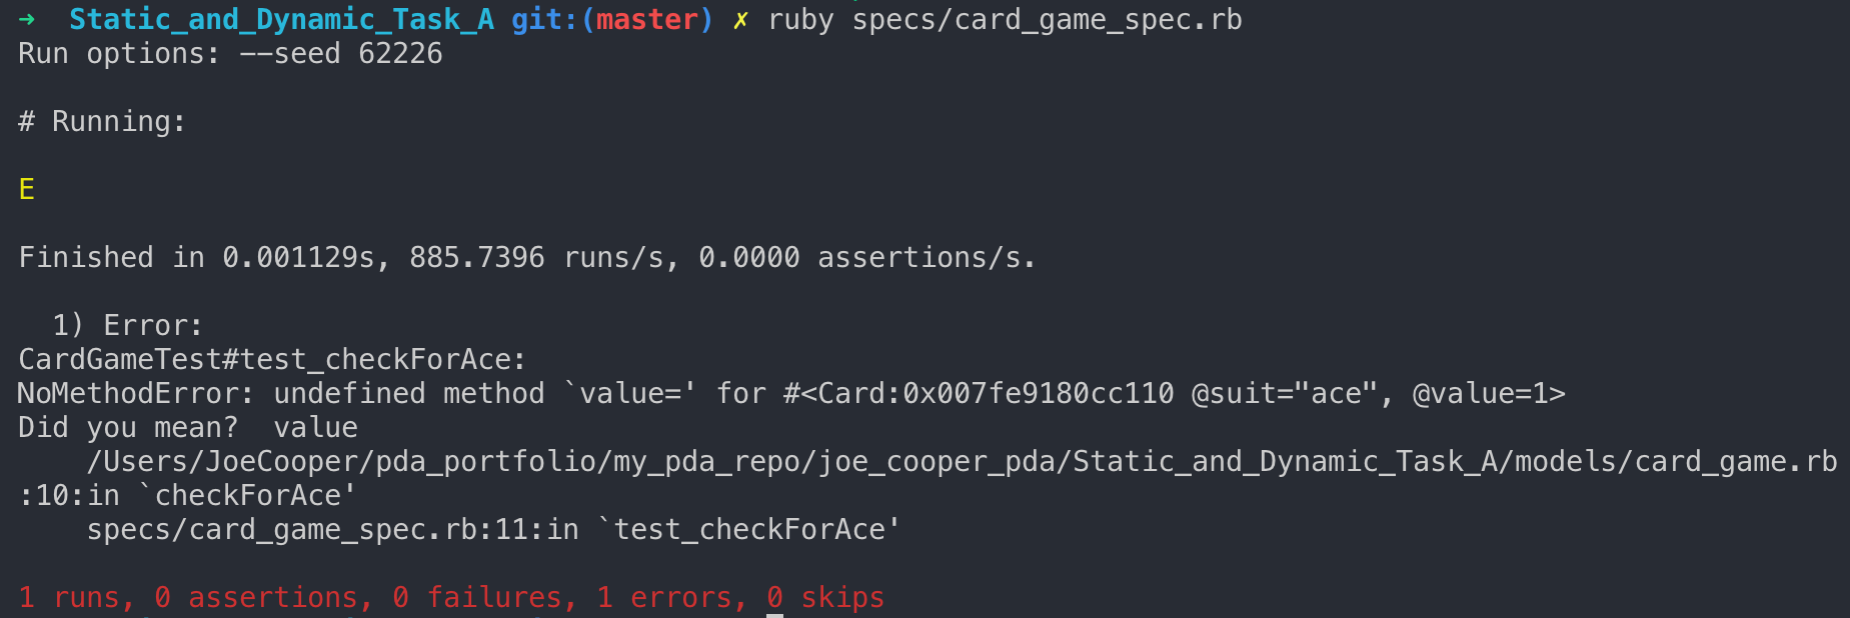 ➜  Static_and_Dynamic_Task_A git:(master) ✗ ruby specs/card_game_spec.rb
Run options: --seed 62226
# Running:
E
Finished in 0.001129s, 885.7396 runs/s, 0.0000 assertions/s.
  1) Error:
CardGameTest#test_checkForAce:
NoMethodError: undefined method `value=' for #<Card:0x007fe9180cc110 @suit="ace", @value=1>
Did you mean?  value
    /Users/JoeCooper/pda_portfolio/my_pda_repo/joe_cooper_pda/Static_and_Dynamic_Task_A/models/card_game.rb
:10:in `checkForAce'
    specs/card_game_spec.rb:11:in `test_checkForAce'
1 runs, 0 assertions, 0 failures, 1 errors, 0 skips